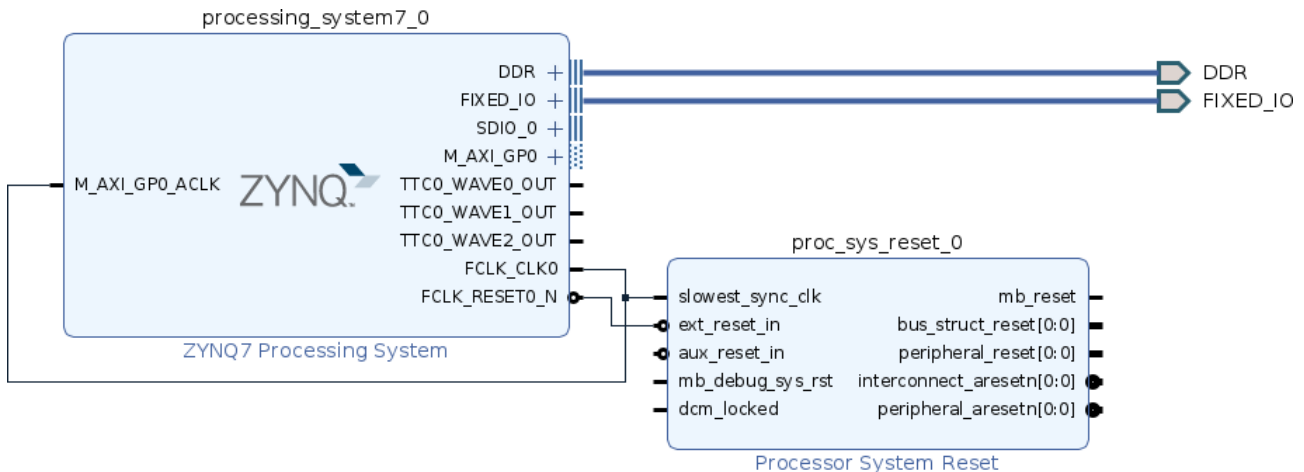 processing_system7_0
DDR
FIXED_IO
SDIO_0
M_AXI_GP0
M_AXI_GP0_ACLK
ZYNQ
TTC0_WAVE0_OUT
TTC0_WAVE1_OUT
TTC0_WAVE2_OUT
FCLK_CLK0
FCLK_RESET0_N
ZYNQ7 Processing System
DDR
FIXED_IO
proc_sys_reset_0
slowest_sync_clk
ext_reset_in
aux_reset_in
mb_debug_sys_rst
dcm_locked
mb_reset
bus_struct_reset[0:0]
peripheral_reset[0:0]
interconnect_aresetn[0:0]
peripheral_aresetn[0:0]
Processor System Reset